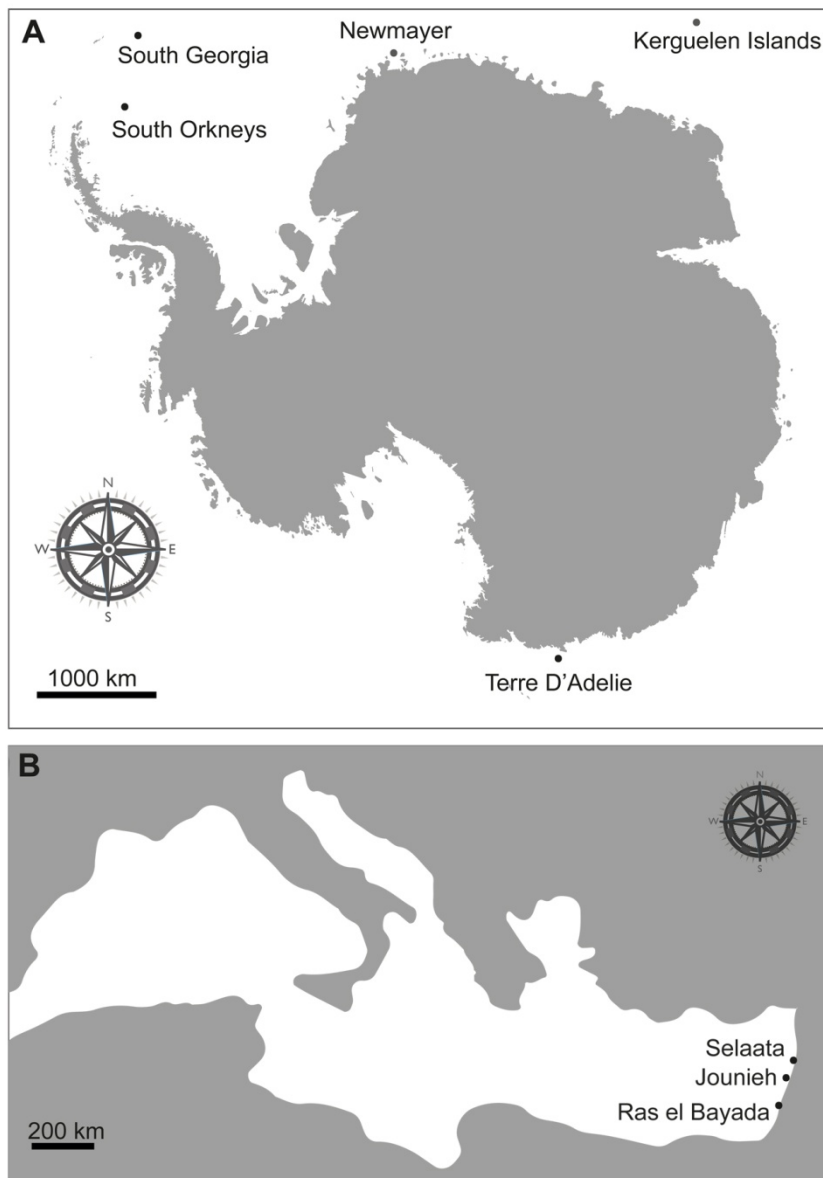 A
South Georgia
Newmayer
Kerguelen Islands
South Orkneys
N
W
E
S
1000 km
Terre D'Adelie
B
N
W
E
S
Selaata
Jounieh
Ras el Bayada
200 km